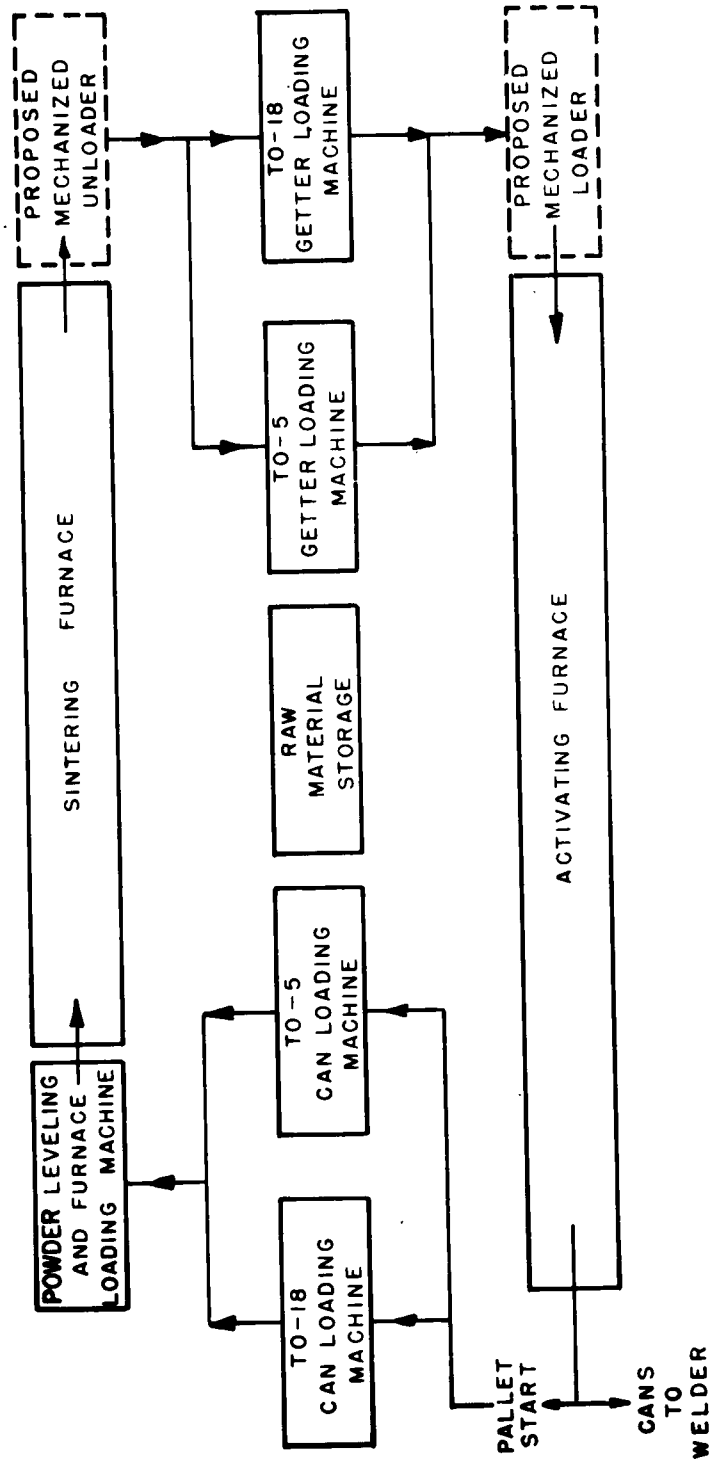 POWDER LEVELING
AND FURNACE
LOADING MACHINE
SINTERING FURNACE
PROPOSED
MECHANIZED
UNLOADER
TO-18
CAN LOADING
MACHINE
TO-5
CAN LOADING
MACHINE
RAW
MATERIAL
STORAGE
TO-5
GETTER LOADING
MACHINE
TO-18
GETTER LOADING
MACHINE
PALLET
START
CANS
TO
WELDER
ACTIVATING FURNACE
PROPOSED
MECHANIZED
LOADER